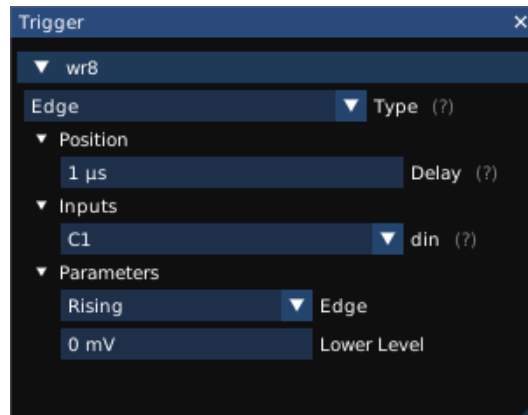 Trigger ×
wr8
Edge Type (?)
Position
1 µs Delay (?)
Inputs
C1 din (?)
Parameters
Rising Edge
0 mV Lower Level